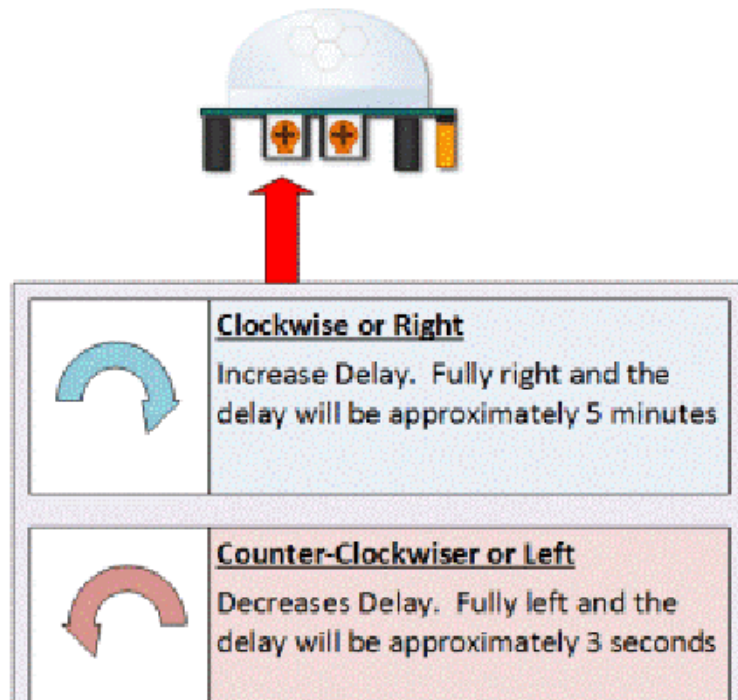 Clockwise or Right
Increase Delay. Fully right and the
delay will be approximately 5 minutes
Counter-Clockwiser or Left
Decreases Delay. Fully left and the
delay will be approximately 3 seconds